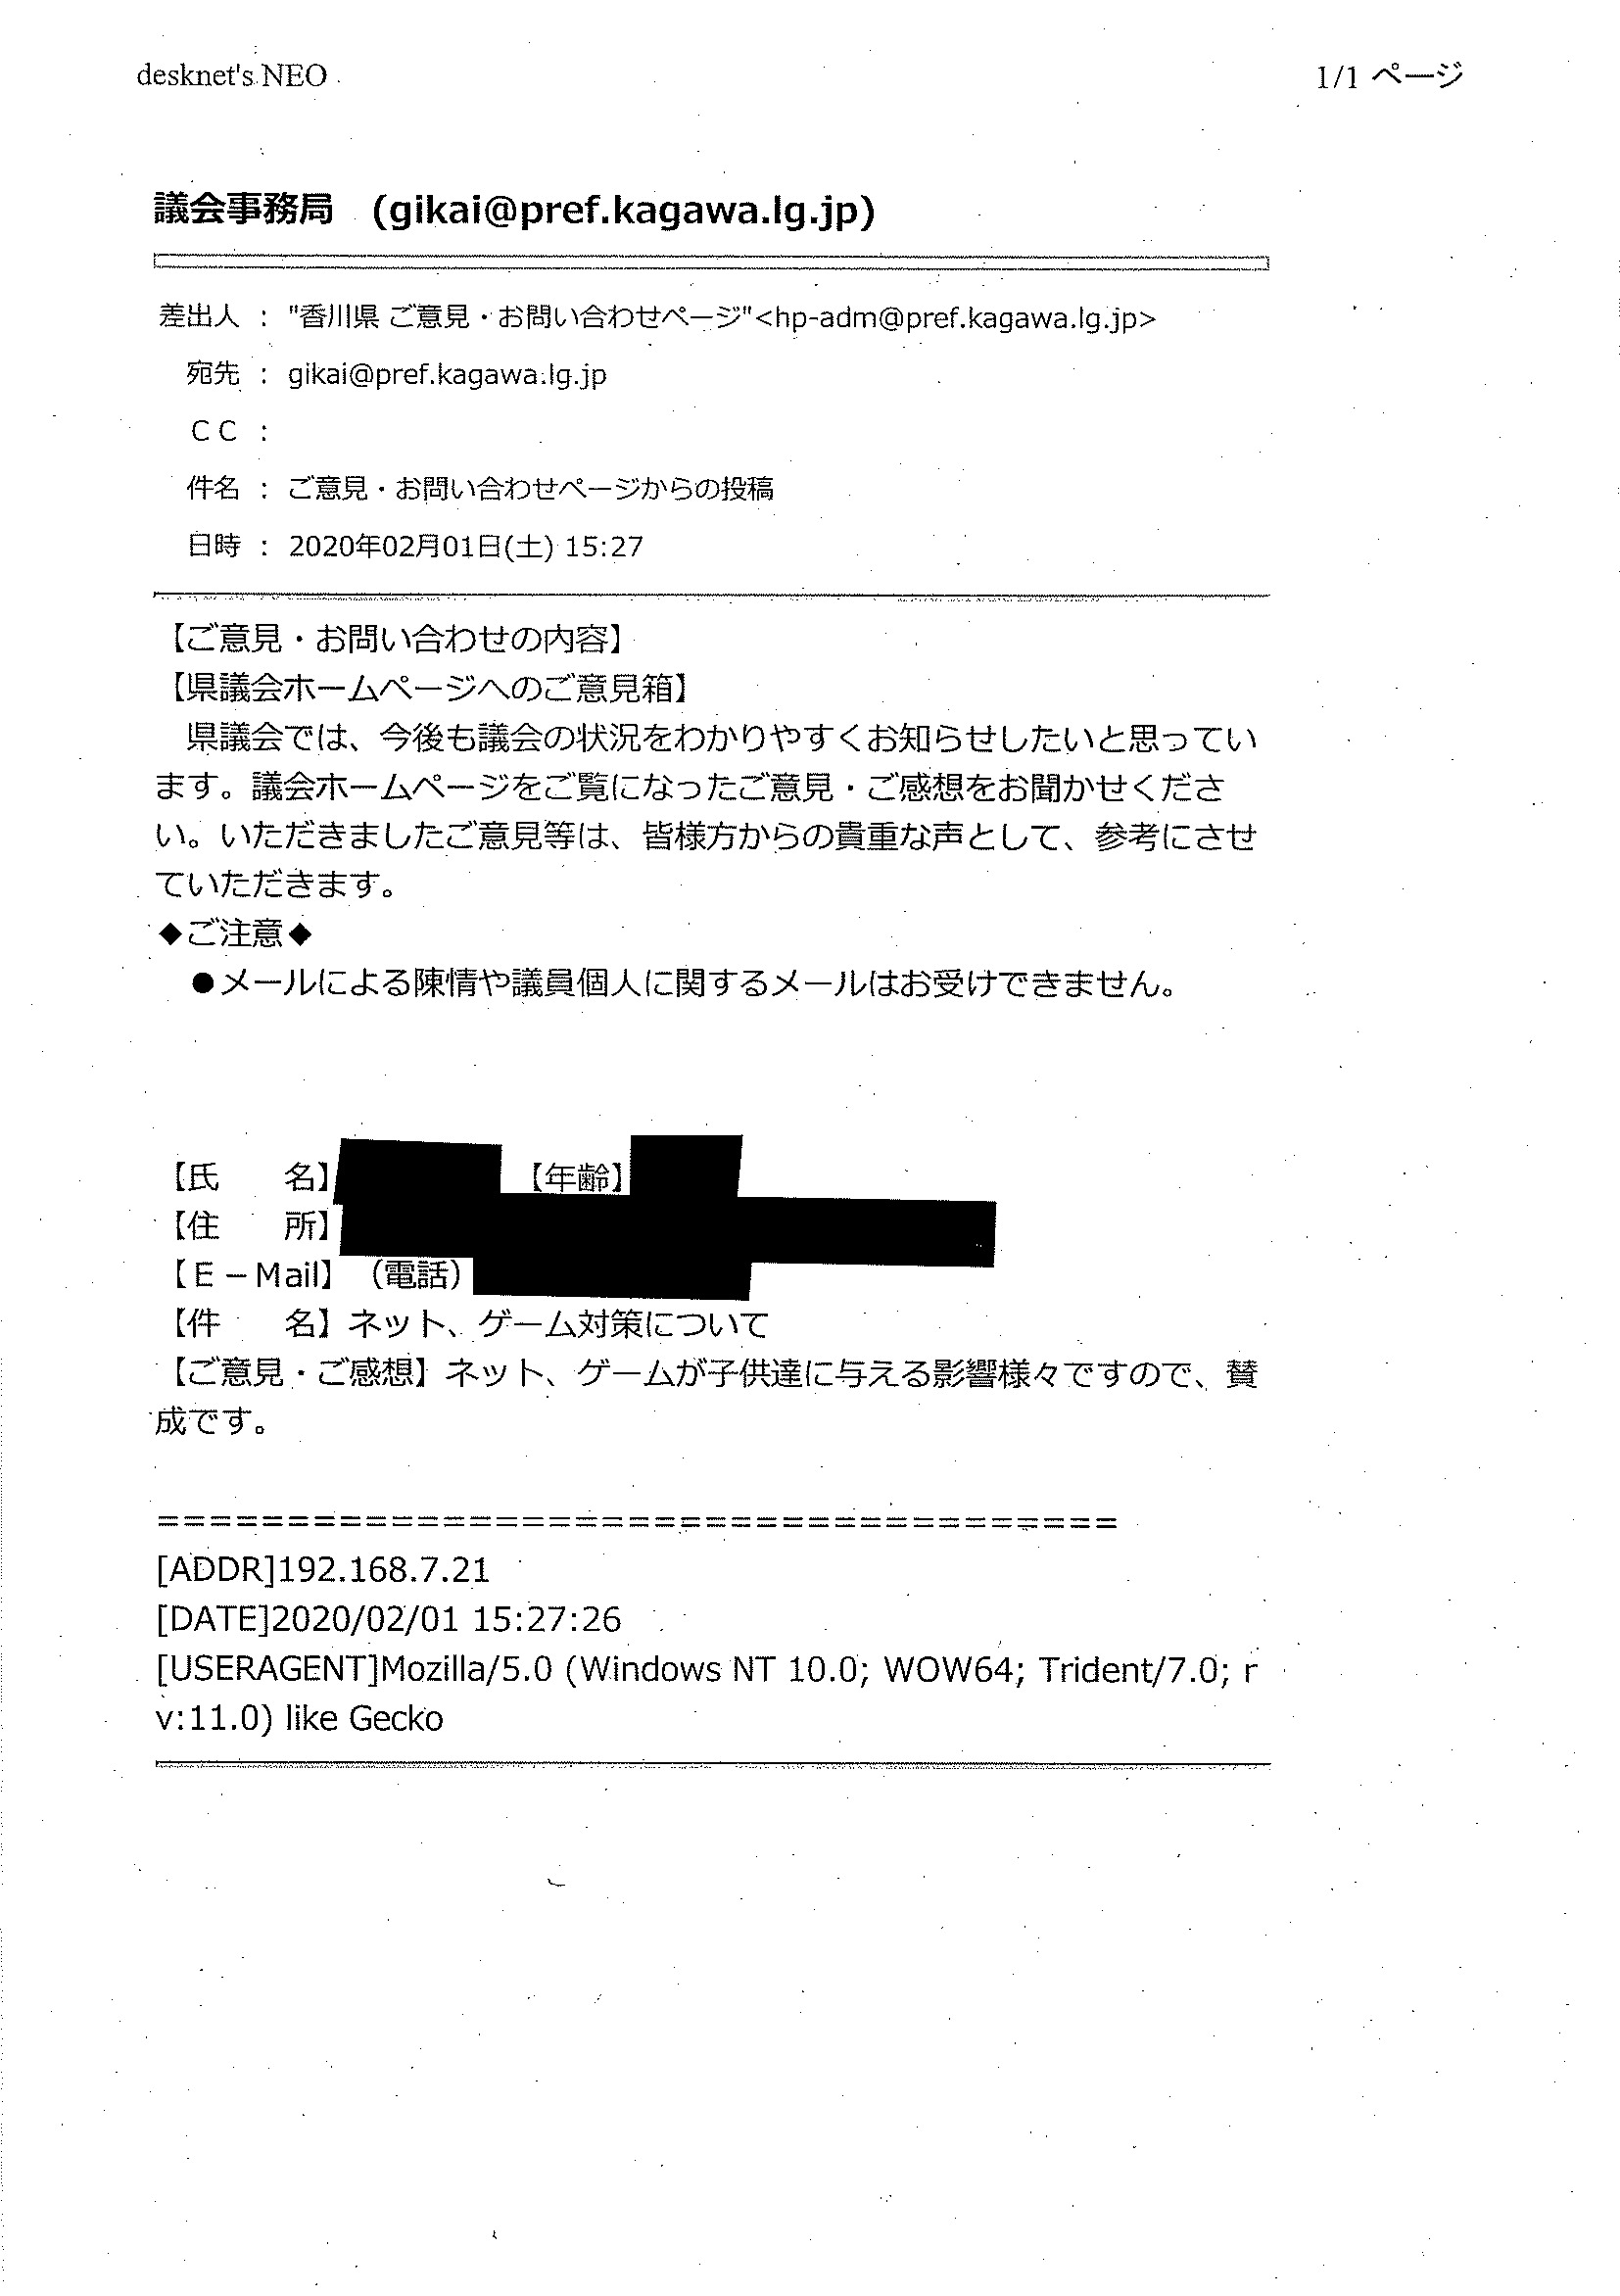 desknet's NEO
1/1 ページ
議会事務局 (gikai@pref.kagawa.lg.jp)
差出人 : "香川県 ご意見・お問い合わせページ"<hp-adm@pref.kagawa.lg.jp>
宛先 : gikai@pref.kagawa.lg.jp
CC :
件名 : ご意見・お問い合わせページからの投稿
日時 : 2020年02月01日(土) 15:27
【ご意見・お問い合わせの内容】
【県議会ホームページへのご意見箱】
県議会では、今後も議会の状況をわかりやすくお知らせしたいと思ってい
ます。議会ホームページをご覧になったご意見・ご感想をお聞かせくださ
い。いただきましたご意見等は、皆様方からの貴重な声として、参考にさせ
ていただきます。
◆ご注意◆
●メールによる陳情や議員個人に関するメールはお受けできません。
【氏　　名】　【年齢】
【住　　所】
【E－Mail】（電話）
【件　　名】ネット、ゲーム対策について
【ご意見・ご感想】ネット、ゲームが子供達に与える影響様々ですので、賛
成です。
=====================================
[ADDR]192.168.7.21
[DATE]2020/02/01 15:27:26
[USERAGENT]Mozilla/5.0 (Windows NT 10.0; WOW64; Trident/7.0; r
v:11.0) like Gecko